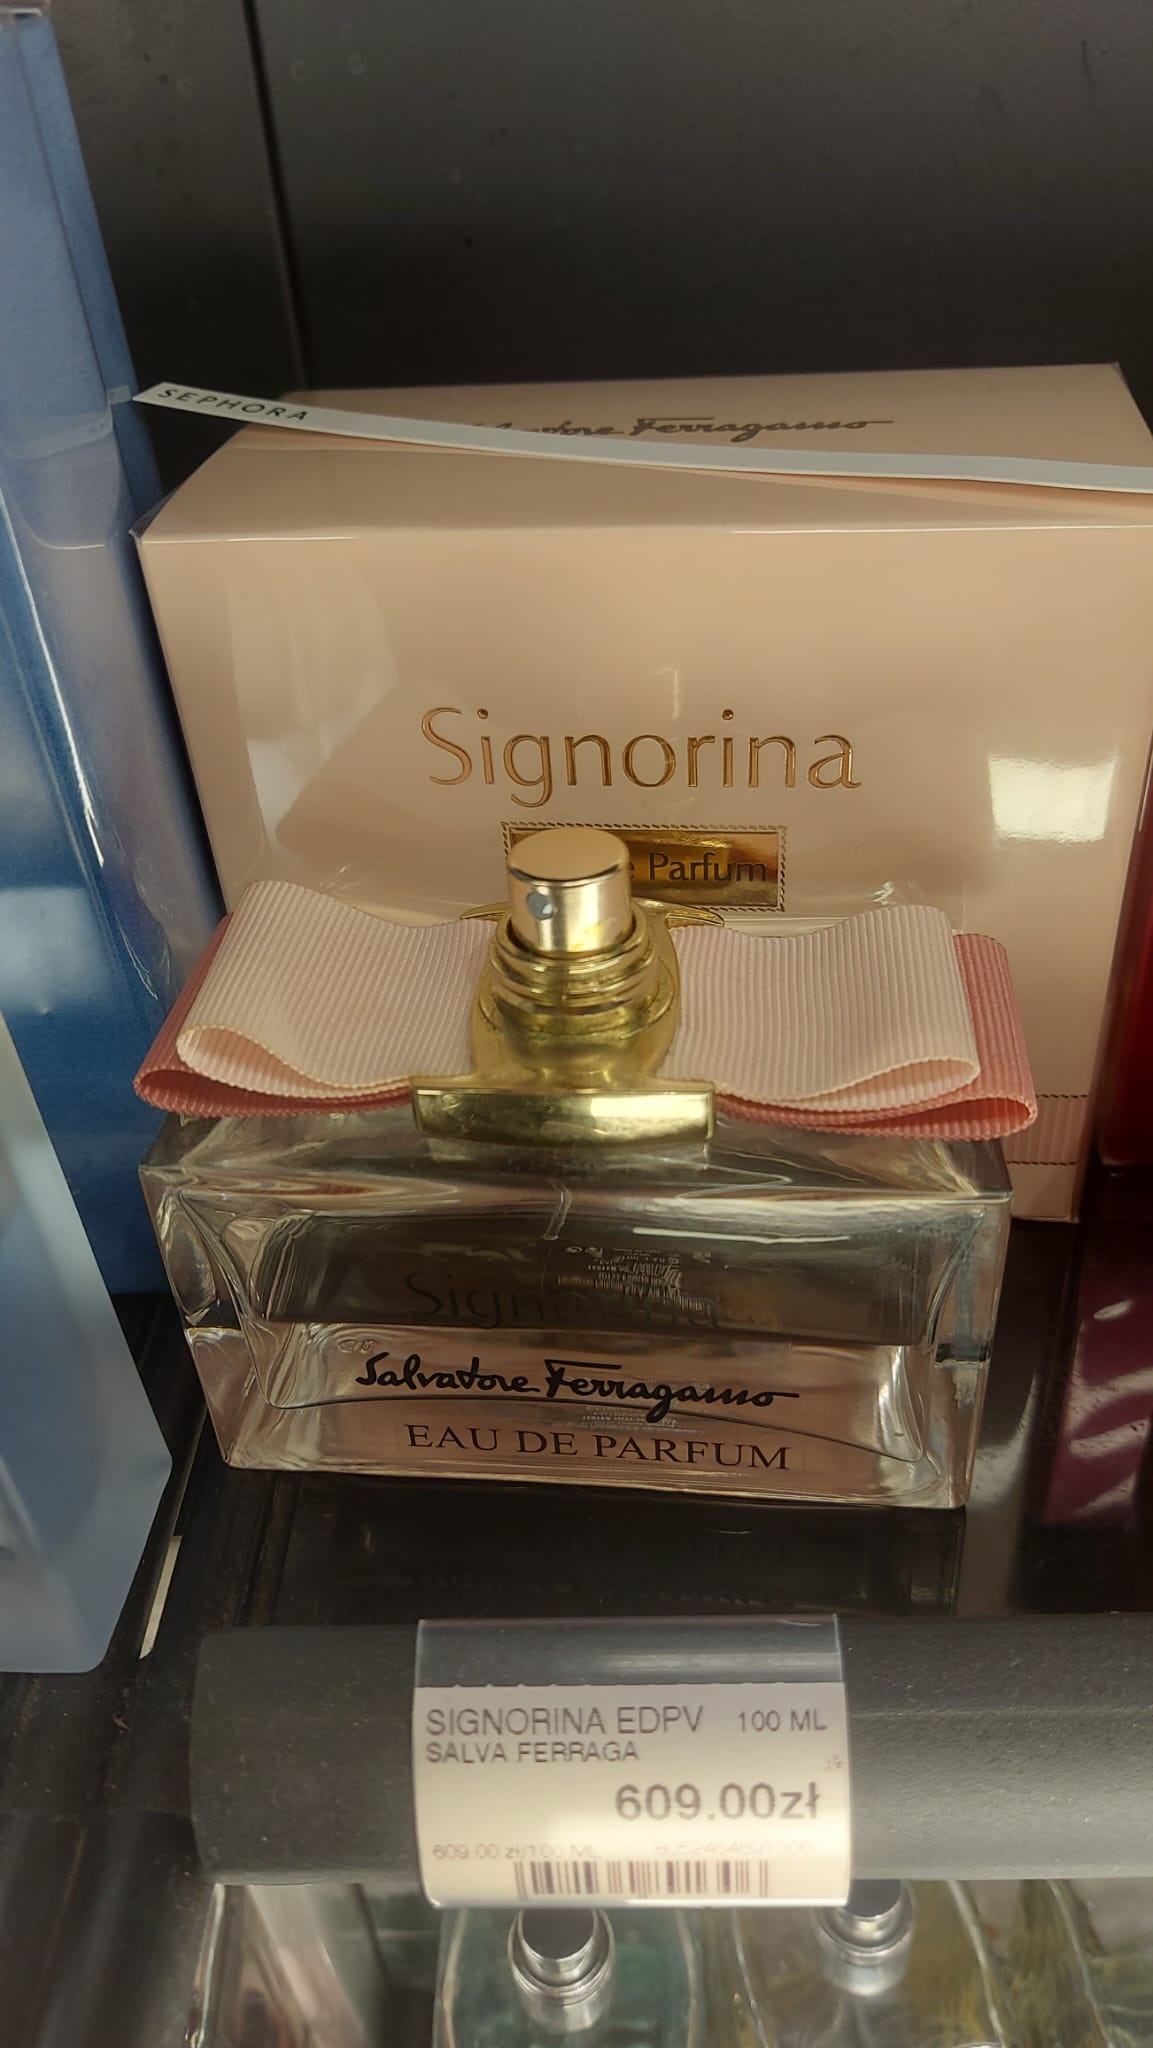 SEPHORA
Salvatore Ferragamo
Signorina
Parfum
Signorina
Salvatore Ferragamo
EAU DE PARFUM
SIGNORINA EDPV 100 ML
SALVA FERRAGA
609.00zł
609.00 zł/100 ML